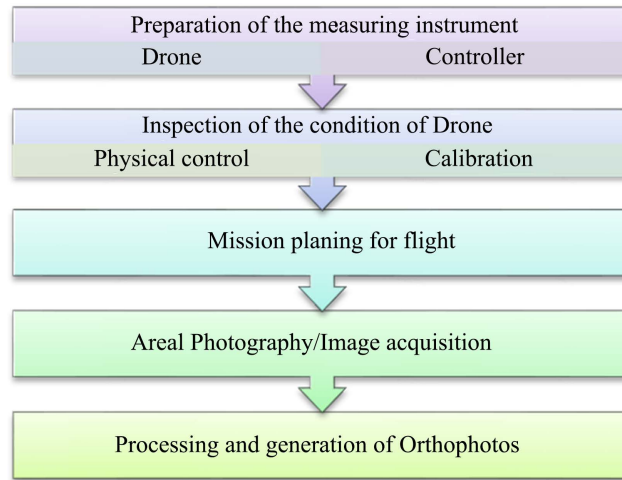 Preparation of the measuring instrument
Drone Controller
Inspection of the condition of Drone
Physical control Calibration
Mission planing for flight
Areal Photography/Image acquisition
Processing and generation of Orthophotos